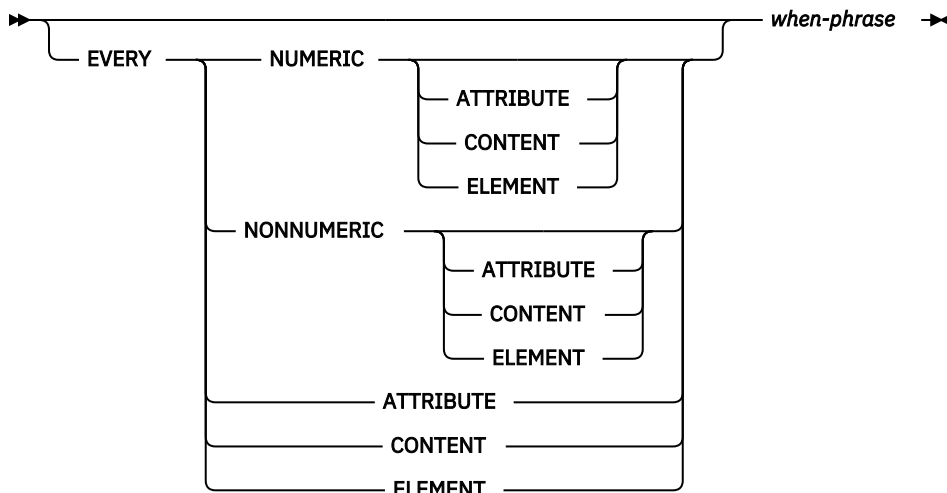 when-phrase
EVERY NUMERIC
ATTRIBUTE
CONTENT
ELEMENT
NONNUMERIC
ATTRIBUTE
CONTENT
ELEMENT
ATTRIBUTE
CONTENT
ELEMENT